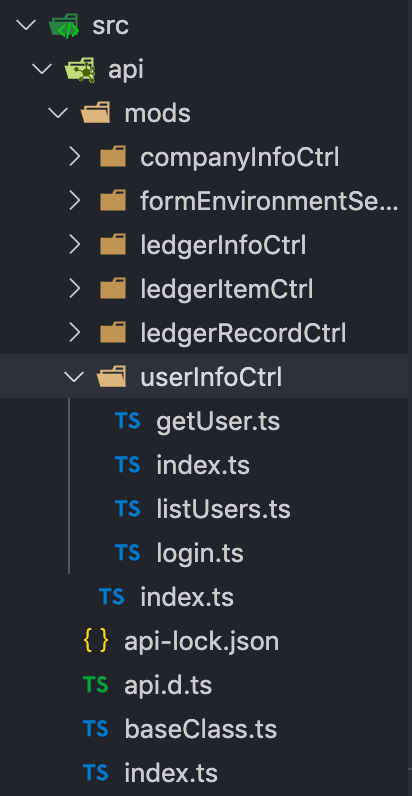 src
api
mods
companyInfoCtrl
formEnvironmentSe...
ledgerInfoCtrl
ledgerItemCtrl
ledgerRecordCtrl
userInfoCtrl
TS getUser.ts
TS index.ts
TS listUsers.ts
TS login.ts
TS index.ts
{ } api-lock.json
TS api.d.ts
TS baseClass.ts
TS index.ts